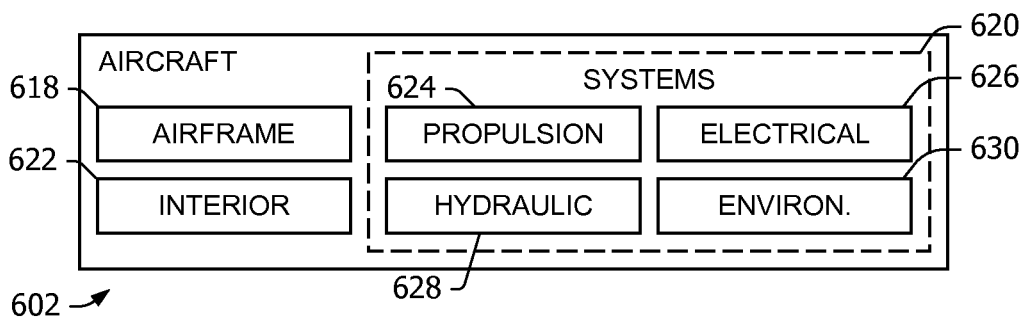 620
AIRCRAFT
SYSTEMS
618
624
626
AIRFRAME
PROPULSION
ELECTRICAL
622
630
INTERIOR
HYDRAULIC
ENVIRON.
628
602